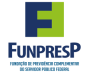 FUNPRESP
FUNDAÇÃO DE PREVIDÊNCIA COMPLEMENTAR
DO SERVIDOR PÚBLICO FEDERAL